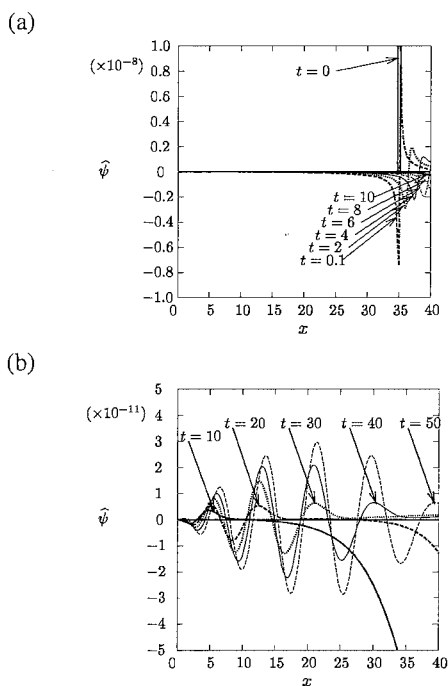 (a)
1.0
(×10−8)
0.8
0.6
0.4
0.2
ψ̂
0
−0.2
−0.4
−0.6
−0.8
−1.0
t = 0
t = 10
t = 8
t = 6
t = 4
t = 2
t = 0.1
0 5 10 15 20 25 30 35 40
x
(b)
5
(×10−11)
4
3
2
1
ψ̂
0
−1
−2
−3
−4
−5
t = 10
t = 20
t = 30
t = 40
t = 50
0 5 10 15 20 25 30 35 40
x